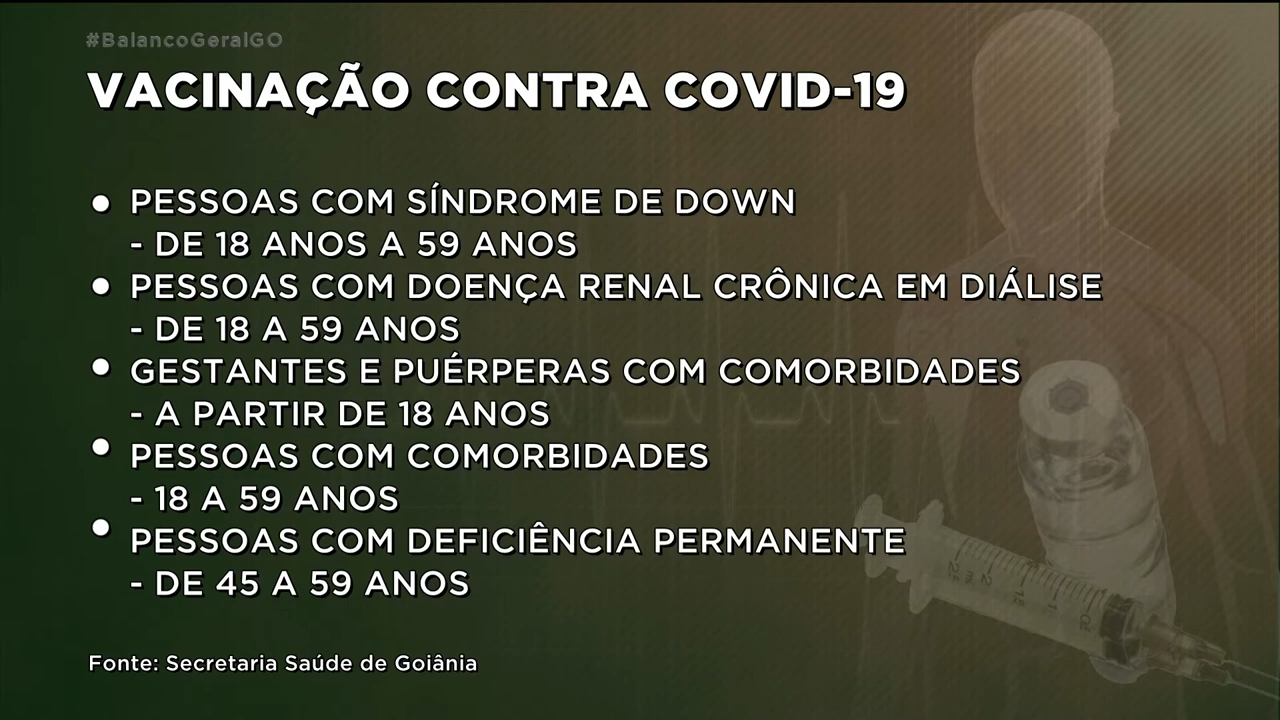 #BalancoGeralGO
VACINAÇÃO CONTRA COVID-19
● PESSOAS COM SÍNDROME DE DOWN
- DE 18 ANOS A 59 ANOS
● PESSOAS COM DOENÇA RENAL CRÔNICA EM DIÁLISE
- DE 18 A 59 ANOS
● GESTANTES E PUÉRPERAS COM COMORBIDADES
- A PARTIR DE 18 ANOS
● PESSOAS COM COMORBIDADES
- 18 A 59 ANOS
● PESSOAS COM DEFICIÊNCIA PERMANENTE
- DE 45 A 59 ANOS
Fonte: Secretaria Saúde de Goiânia